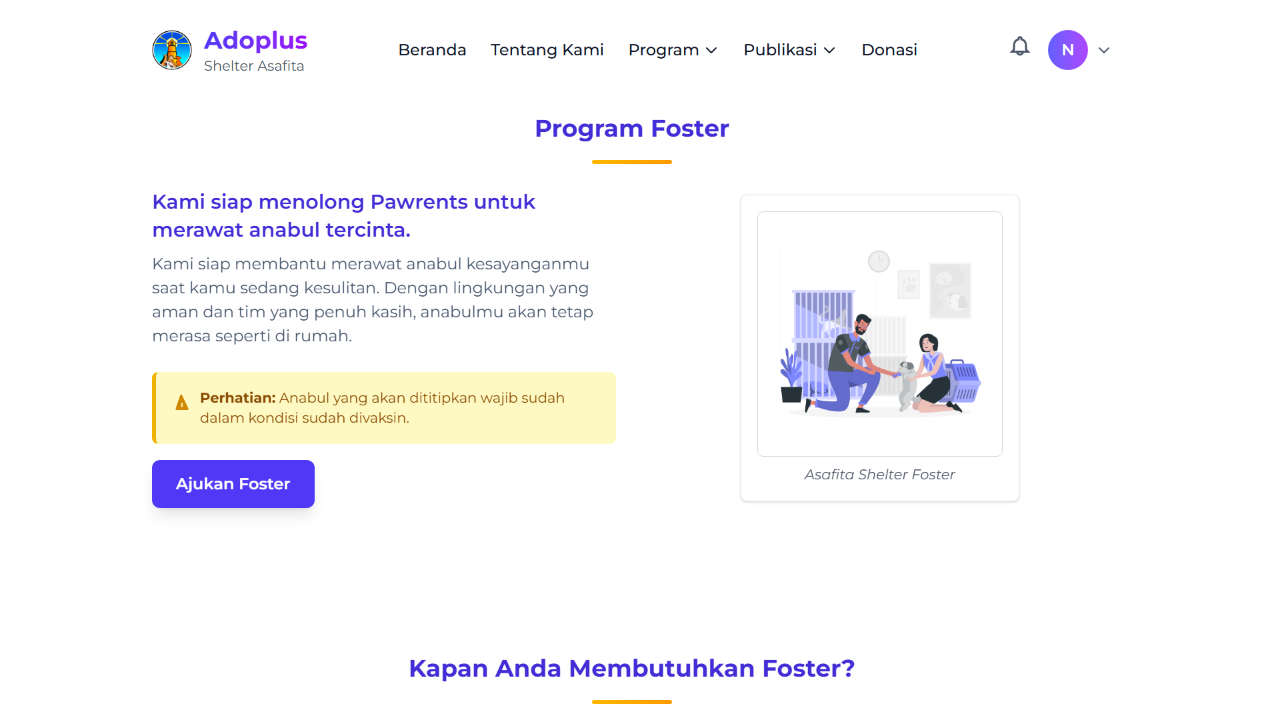 Adoplus
Shelter Asafita
Beranda
Tentang Kami
Program
Publikasi
Donasi
N
Program Foster
Kami siap menolong Pawrents untuk
merawat anabul tercinta.
Kami siap membantu merawat anabul kesayanganmu
saat kamu sedang kesulitan. Dengan lingkungan yang
aman dan tim yang penuh kasih, anabulmu akan tetap
merasa seperti di rumah.
Perhatian: Anabul yang akan dititipkan wajib sudah
dalam kondisi sudah divaksin.
Ajukan Foster
Asafita Shelter Foster
Kapan Anda Membutuhkan Foster?